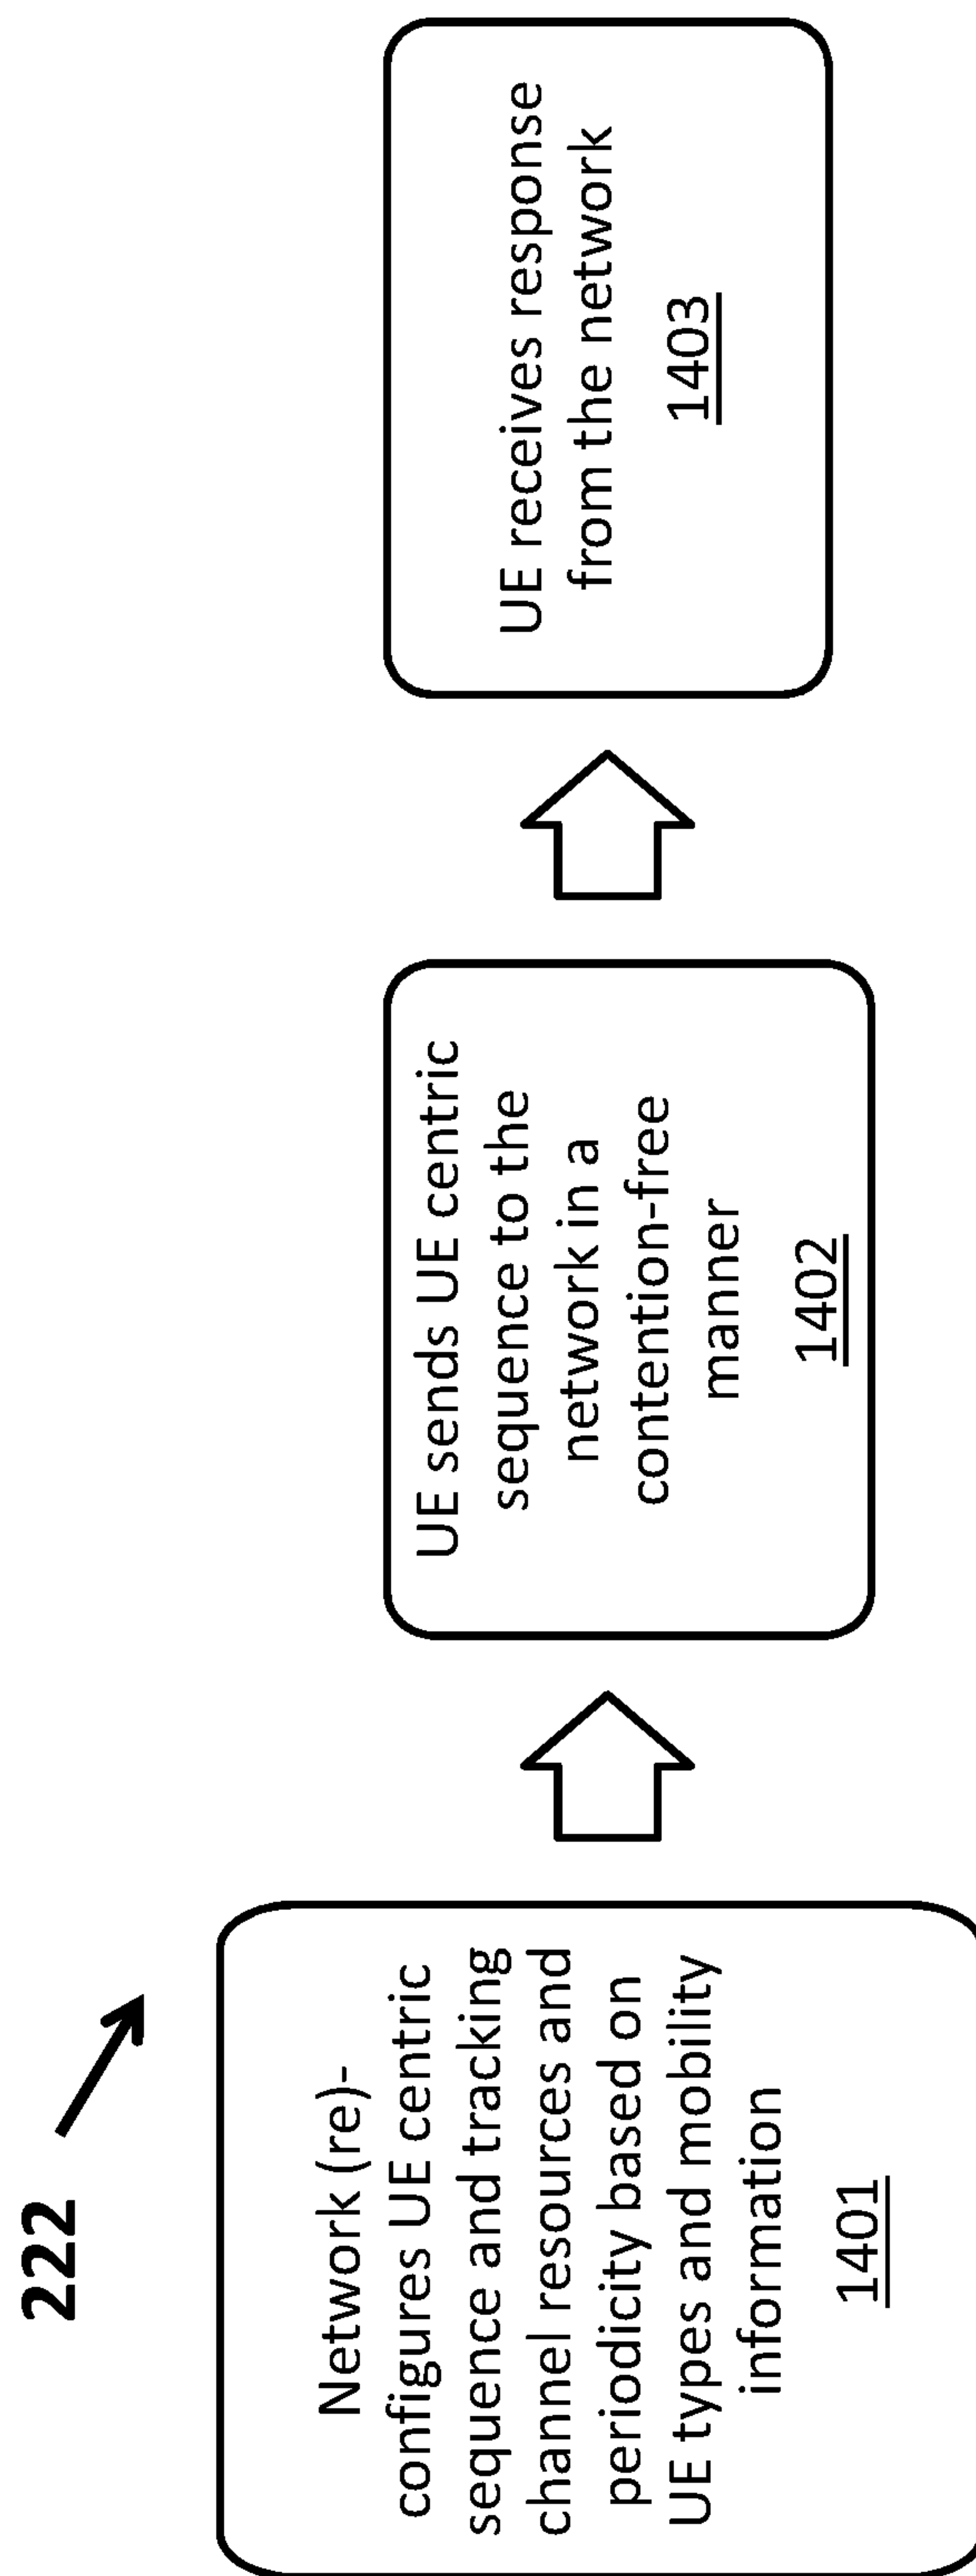 222
Network (re)-
configures UE centric
sequence and tracking
channel resources and
periodicity based on
UE types and mobility
information
1401
UE sends UE centric
sequence to the
network in a
contention-free
manner
1402
UE receives response
from the network
1403